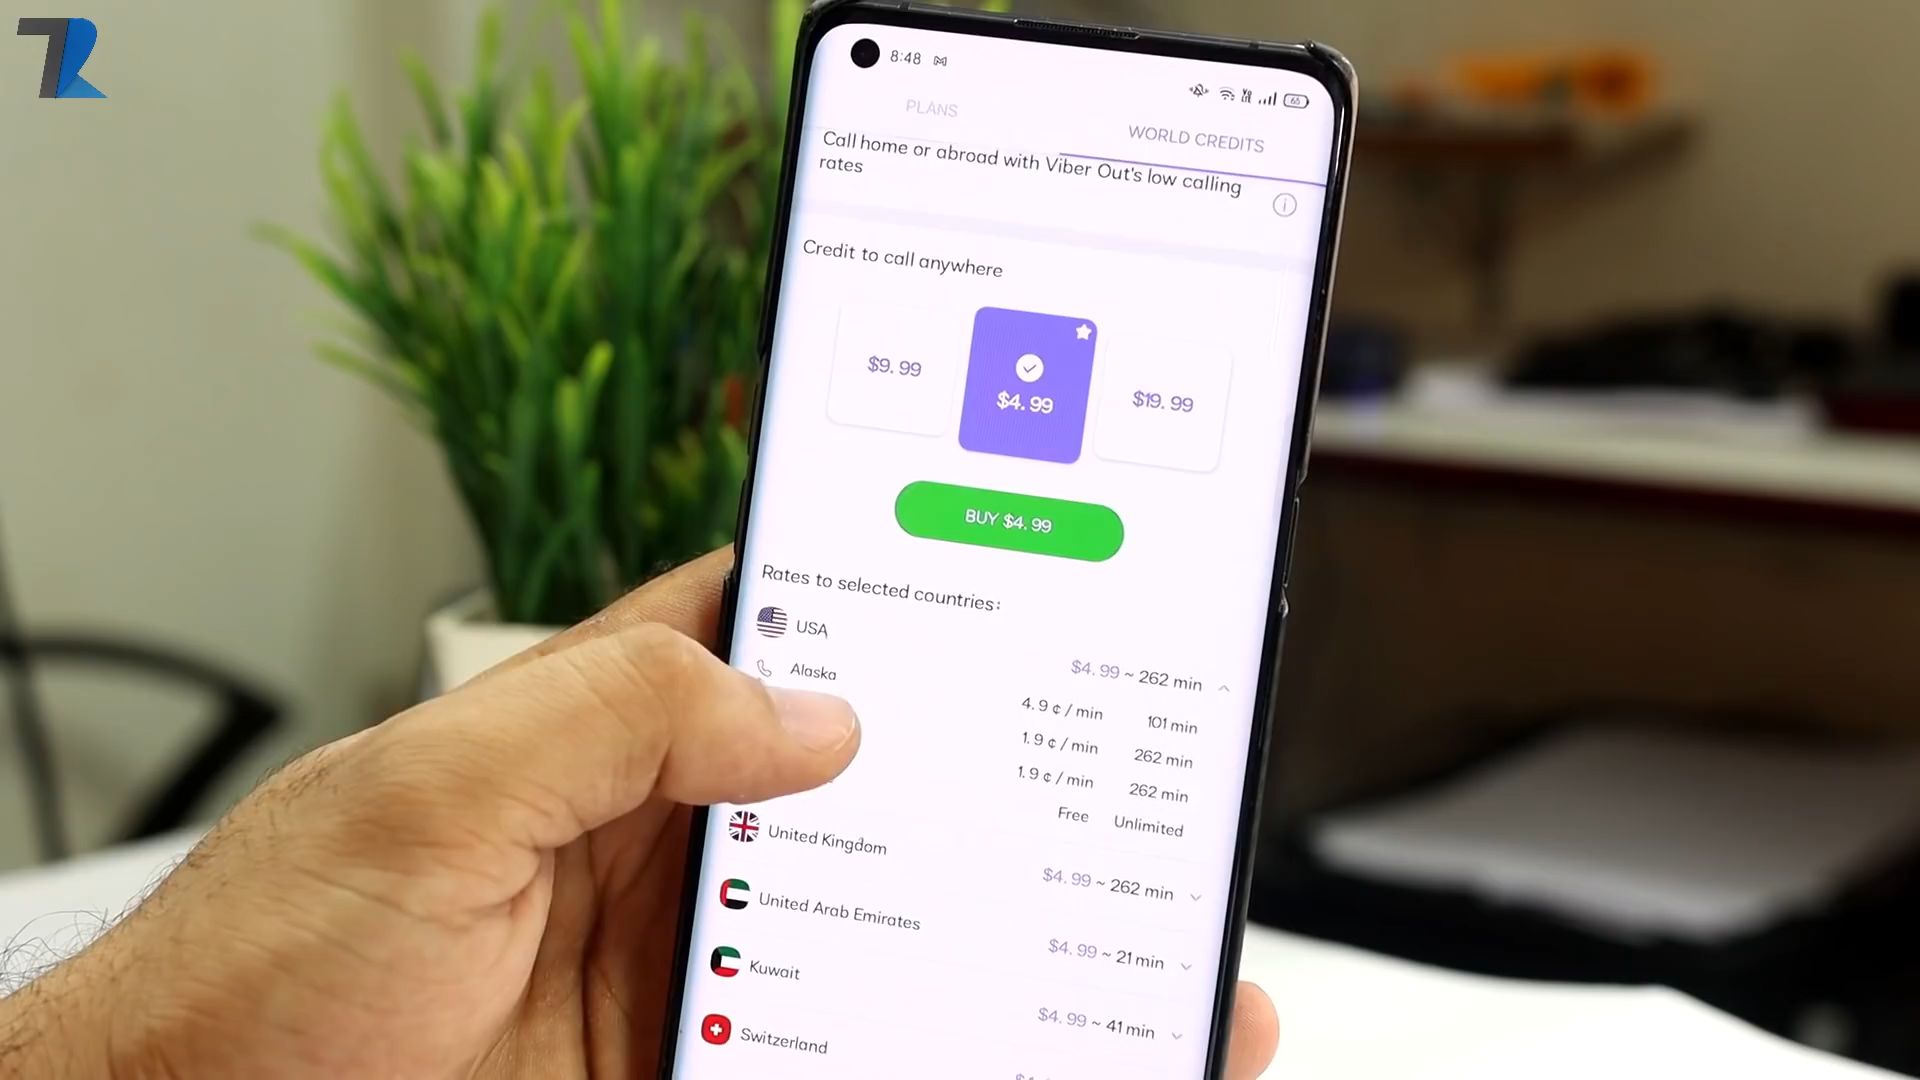 8:48
65
PLANS
WORLD CREDITS
Call home or abroad with Viber Out's low calling
rates
Credit to call anywhere
$9.99
$4.99
$19.99
BUY $4.99
Rates to selected countries:
USA
$4.99 ~ 262 min
Alaska
4.9 ¢ / min 101 min
1.9 ¢ / min 262 min
1.9 ¢ / min 262 min
Free Unlimited
United Kingdom
$4.99 ~ 262 min
United Arab Emirates
$4.99 ~ 21 min
Kuwait
$4.99 ~ 41 min
Switzerland